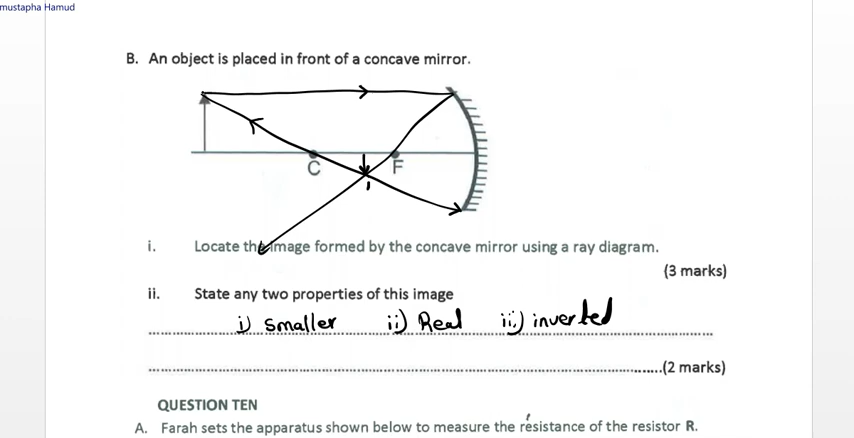 mustapha Hamud
B. An object is placed in front of a concave mirror.
C
F
i. Locate the image formed by the concave mirror using a ray diagram.
(3 marks)
ii. State any two properties of this image
i) smaller ii) Real iii) inverted
(2 marks)
QUESTION TEN
A. Farah sets the apparatus shown below to measure the resistance of the resistor R.